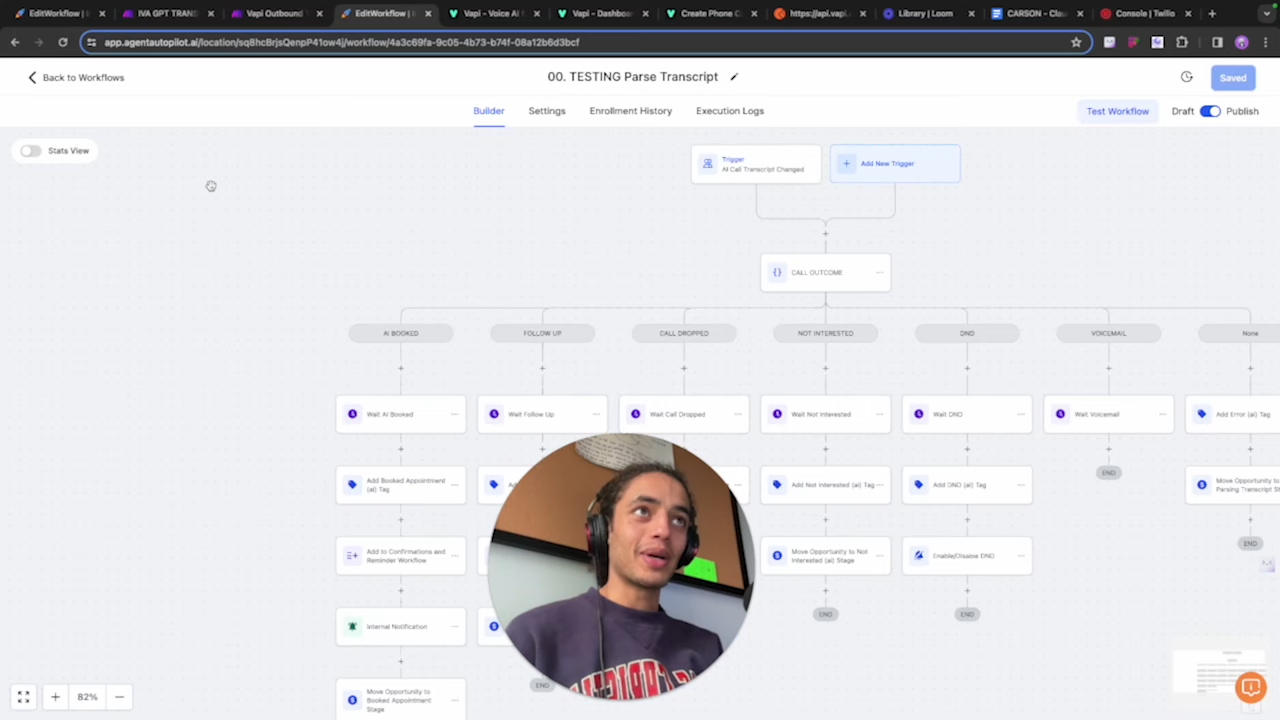 EditWorkflow | I
IVA GPT TRAN
Vapi Outbound
EditWorkflow | I
Vapi - Voice AI f
Vapi – Dashboa
Create Phone C
https://api.vapi.
Library | Loom
CARSON - Clau
Console | Twilio
app.agentautopilot.ai/location/sq8hcBrjsQenpP41ow4j/workflow/4a3c69fa-9c05-4b73-b74f-08a12b6d3bcf
Back to Workflows
00. TESTING Parse Transcript
Saved
Builder
Settings
Enrollment History
Execution Logs
Test Workflow
Draft
Publish
Stats View
Trigger
AI Call Transcript Changed
Add New Trigger
CALL OUTCOME
AI BOOKED
FOLLOW UP
CALL DROPPED
NOT INTERESTED
DND
VOICEMAIL
None
Wait AI Booked
Wait Follow Up
Wait Call Dropped
Wait Not Interested
Wait DND
Wait Voicemail
Add Error (ai) Tag
Add Booked Appointment
(ai) Tag
Add Not Interested (ai) Tag
Add DND (ai) Tag
END
Move Opportunity to
Parsing Transcript St
Add to Confirmations and
Reminder Workflow
Move Opportunity to Not
Interested (ai) Stage
Enable/Disable DND
END
Internal Notification
END
END
Move Opportunity to
Booked Appointment
Stage
END
82%